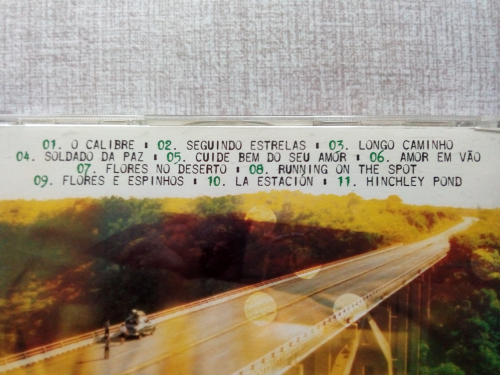 01. O CALIBRE ▪ 02. SEGUINDO ESTRELAS ▪ 03. LONGO CAMINHO
04. SOLDADO DA PAZ ▪ 05. CUIDE BEM DO SEU AMOR ▪ 06. AMOR EM VÃO
07. FLORES NO DESERTO ▪ 08. RUNNING ON THE SPOT
09. FLORES E ESPINHOS ▪ 10. LA ESTACIÓN ▪ 11. HINCHLEY POND